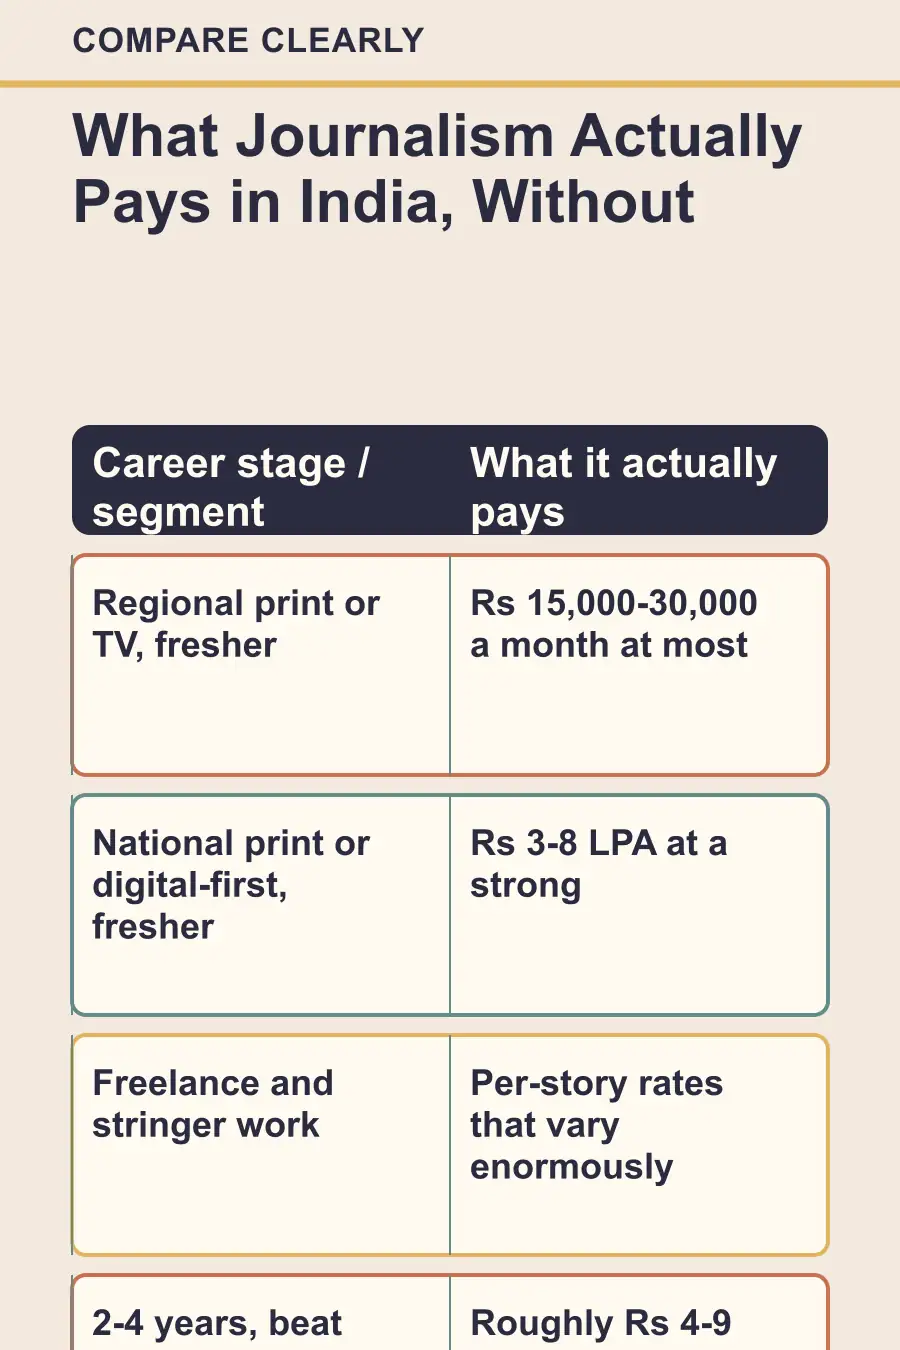 COMPARE CLEARLY
What Journalism Actually
Pays in India, Without
Career stage /
segment
What it actually
pays
Regional print or
TV, fresher
Rs 15,000-30,000
a month at most
National print or
digital-first,
fresher
Rs 3-8 LPA at a
strong
Freelance and
stringer work
Per-story rates
that vary
enormously
2-4 years, beat
Roughly Rs 4-9